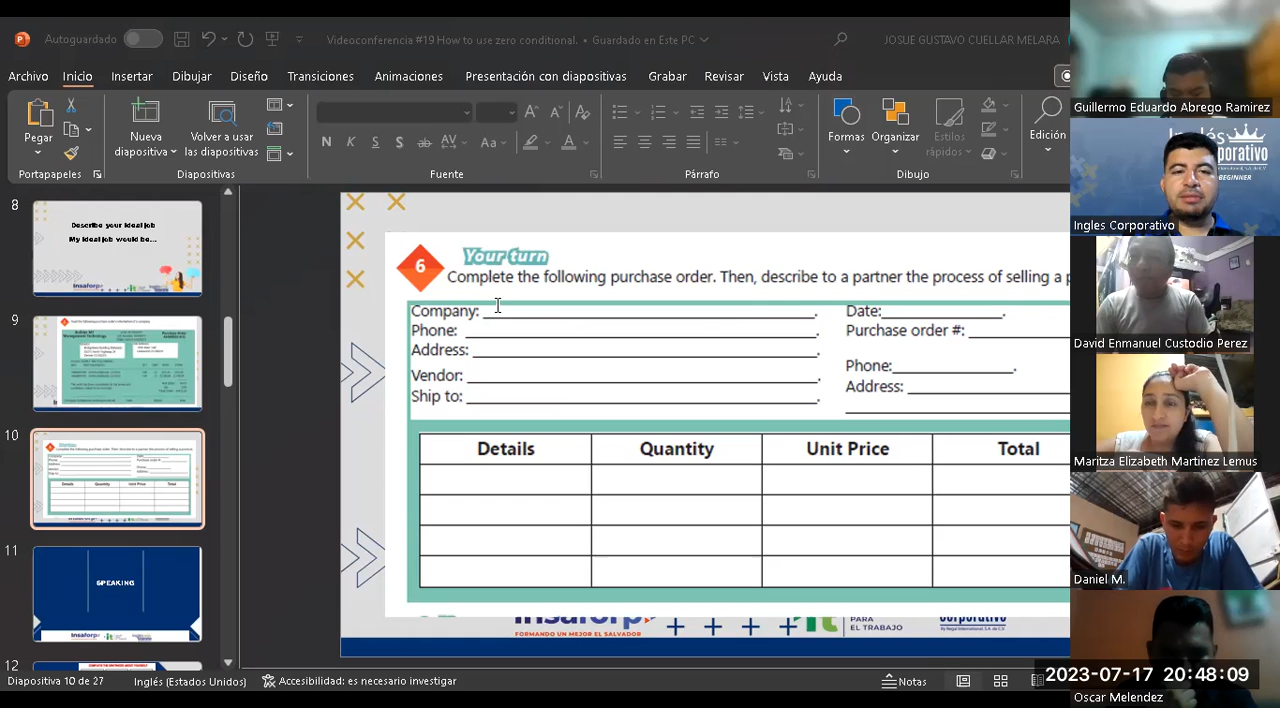 Autoguardado
Videoconferencia #19 How to use zero conditional. • Guardado en Este PC
JOSUE GUSTAVO CUELLAR MELARA
Archivo Inicio Insertar Dibujar Diseño Transiciones Animaciones Presentación con diapositivas Grabar Revisar Vista Ayuda
Pegar
Nueva diapositiva
Volver a usar las diapositivas
N K S S ab AV Aa A
Formas
Organizar
Estilos rápidos
Edición
Portapapeles Diapositivas Fuente Párrafo Dibujo
8
Describe your ideal job
My ideal job would be...
9
10
11
SPEAKING
12
6
Your turn
Complete the following purchase order. Then, describe to a partner the process of selling a p
Company:
Date:
Phone:
Purchase order #:
Address:
Phone:
Vendor:
Address:
Ship to:
Details Quantity Unit Price Total
FORMANDO UN MEJOR EL SALVADOR
PARA
EL TRABAJO
Diapositiva 10 de 27
Inglés (Estados Unidos)
Accesibilidad: es necesario investigar
Notas
Guillermo Eduardo Abrego Ramirez
BEGINNER
Ingles Corporativo
David Enmanuel Custodio Perez
Maritza Elizabeth Martinez Lemus
Daniel M.
2023-07-17 20:48:09
Oscar Melendez